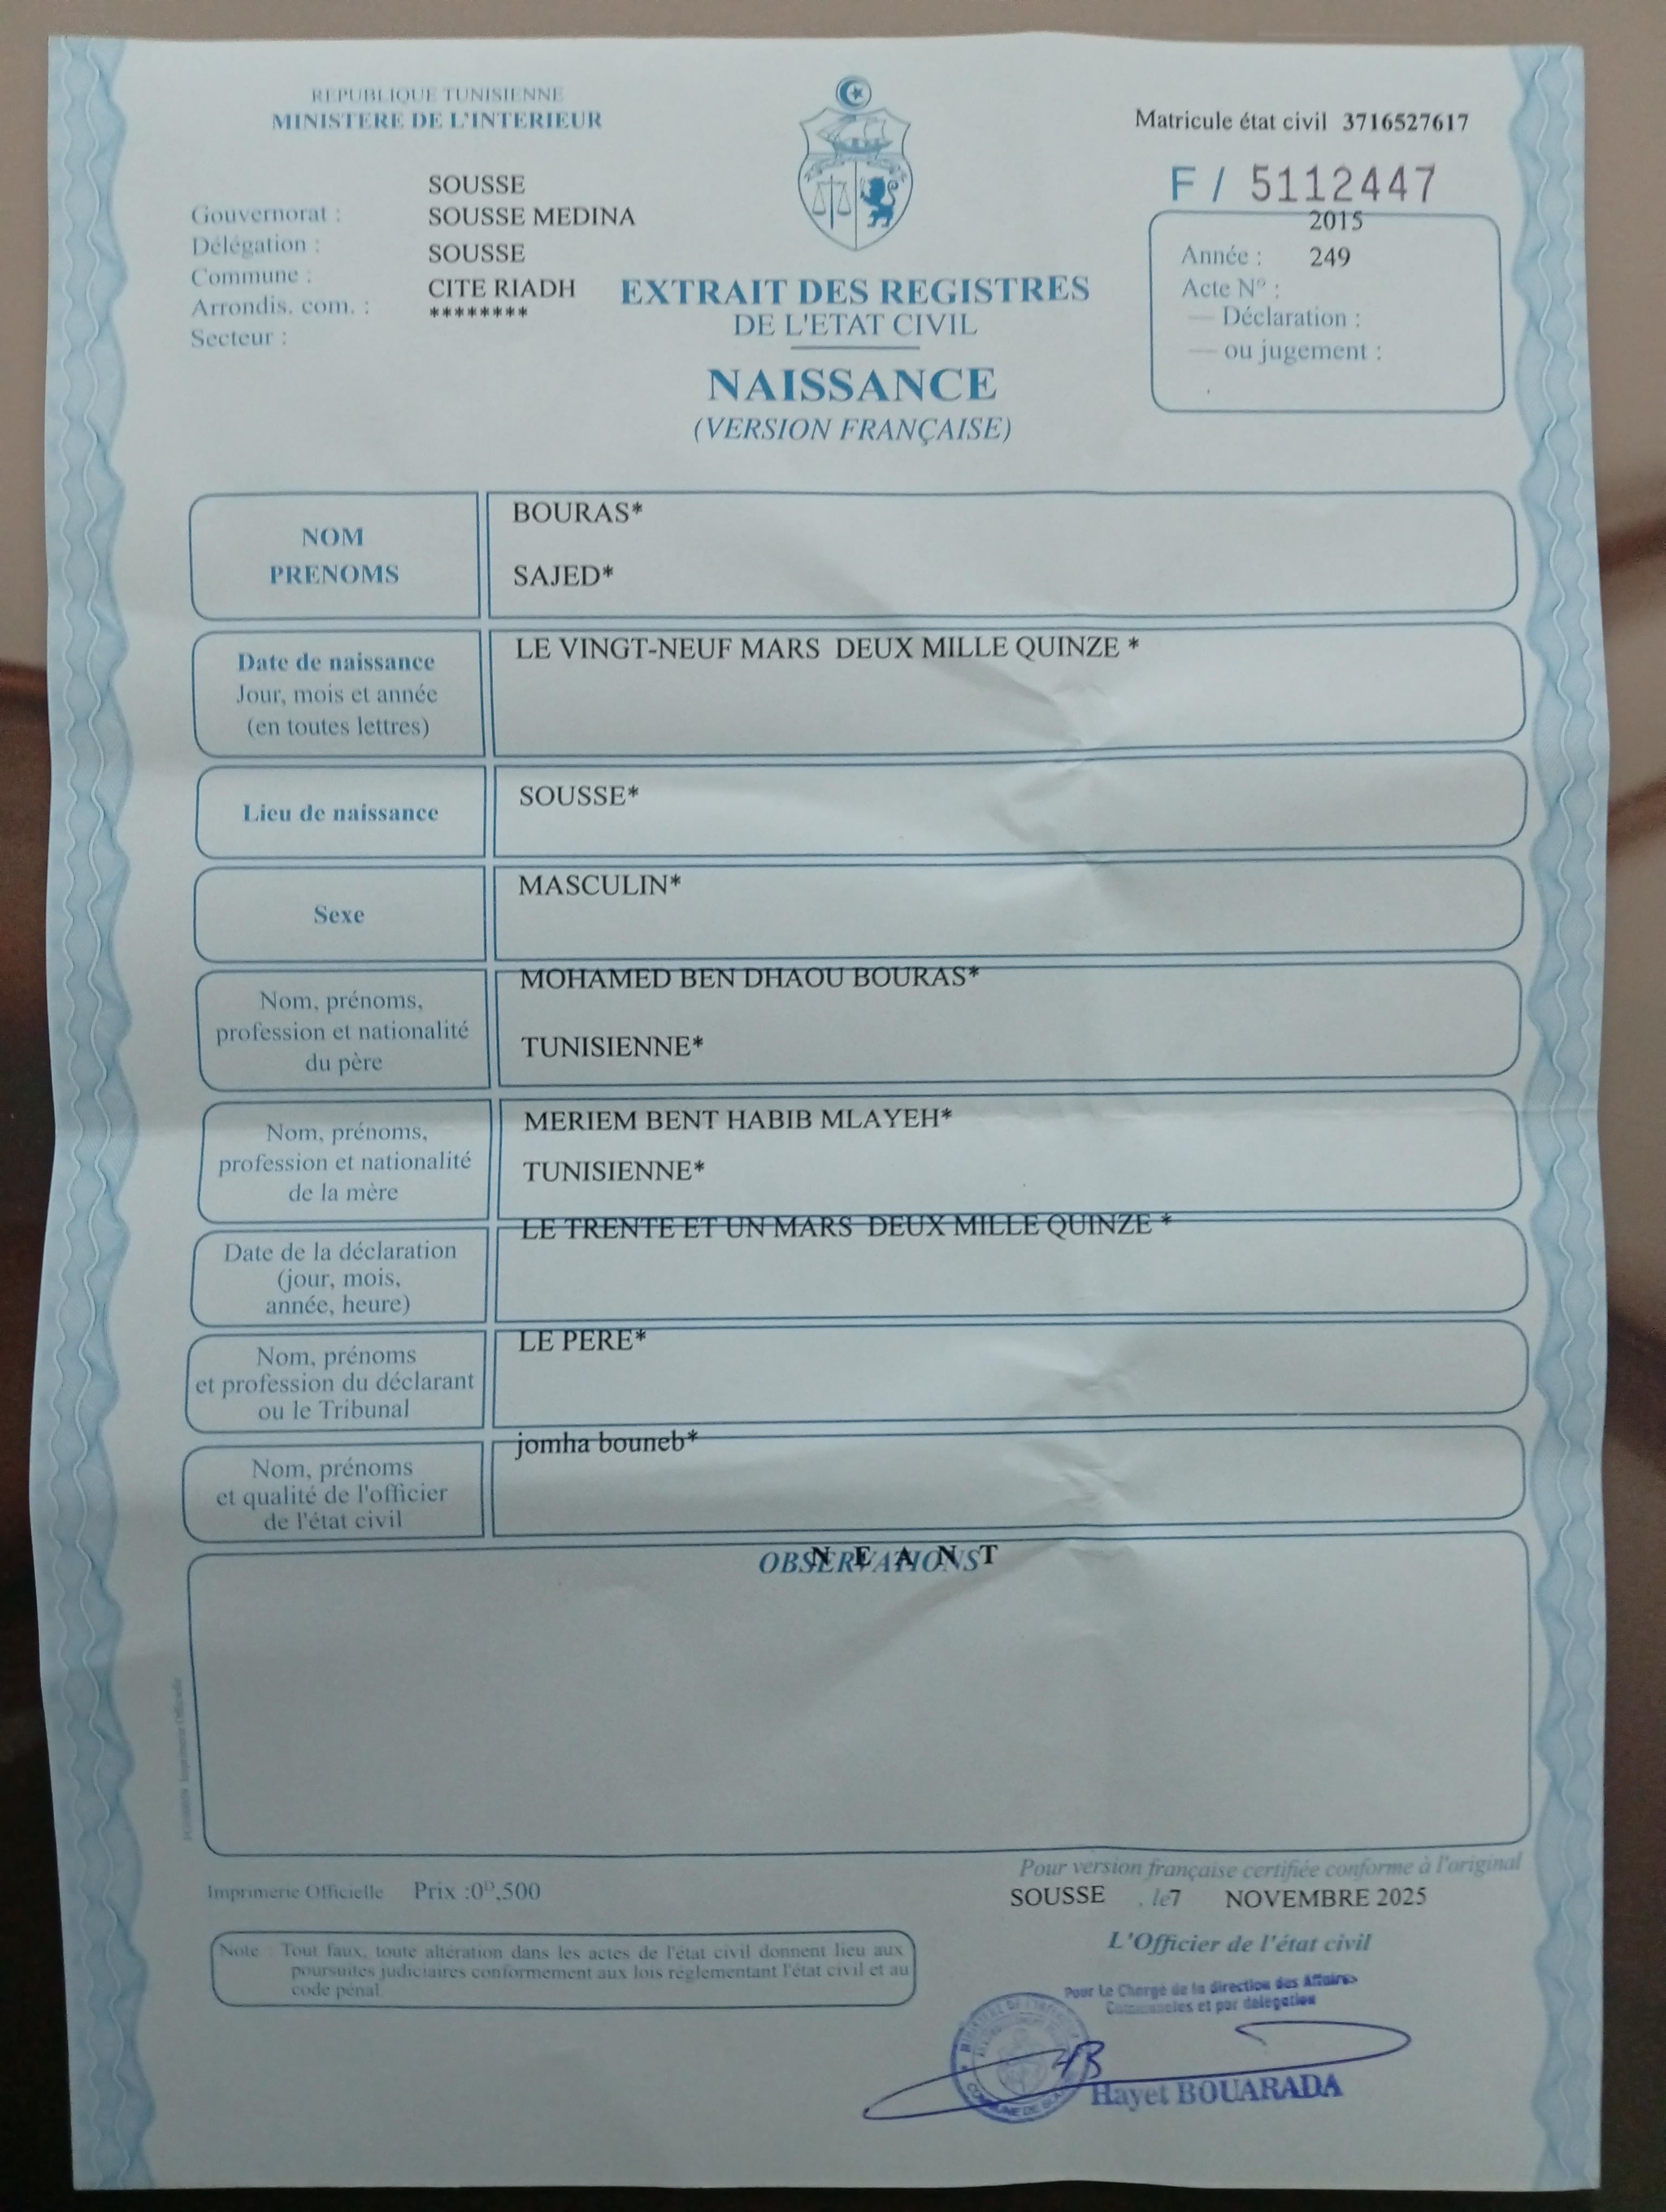 REPUBLIQUE TUNISIENNE
MINISTERE DE L'INTERIEUR
Matricule état civil 3716527617
F / 5112447
SOUSSE
Gouvernorat : SOUSSE MEDINA
Délégation : SOUSSE
Commune : CITE RIADH
Arrondis. com. : ********
Secteur :
2015
Année : 249
Acte N° :
— Déclaration :
— ou jugement :
EXTRAIT DES REGISTRES
DE L'ETAT CIVIL
NAISSANCE
(VERSION FRANÇAISE)
NOM
PRENOMS
BOURAS*
SAJED*
Date de naissance
Jour, mois et année
(en toutes lettres)
LE VINGT-NEUF MARS DEUX MILLE QUINZE *
Lieu de naissance
SOUSSE*
Sexe
MASCULIN*
Nom, prénoms,
profession et nationalité
du père
MOHAMED BEN DHAOU BOURAS*
TUNISIENNE*
Nom, prénoms,
profession et nationalité
de la mère
MERIEM BENT HABIB MLAYEH*
TUNISIENNE*
Date de la déclaration
(jour, mois,
année, heure)
LE TRENTE ET UN MARS DEUX MILLE QUINZE *
Nom, prénoms
et profession du déclarant
ou le Tribunal
LE PERE*
Nom, prénoms
et qualité de l'officier
de l'état civil
jomha bouneb*
OBSERVATIONS
N E A N T
Imprimerie Officielle
Pour version française certifiée conforme à l'original
Imprimerie Officielle Prix :0ᴰ,500
SOUSSE , le7 NOVEMBRE 2025
L'Officier de l'état civil
Note : Tout faux, toute altération dans les actes de l'état civil donnent lieu aux
poursuites judiciaires conformement aux lois réglementant l'état civil et au
code pénal.
Pour Le Chargé de la direction des Affaires
Communales et par délégation
HB
Hayet BOUARADA